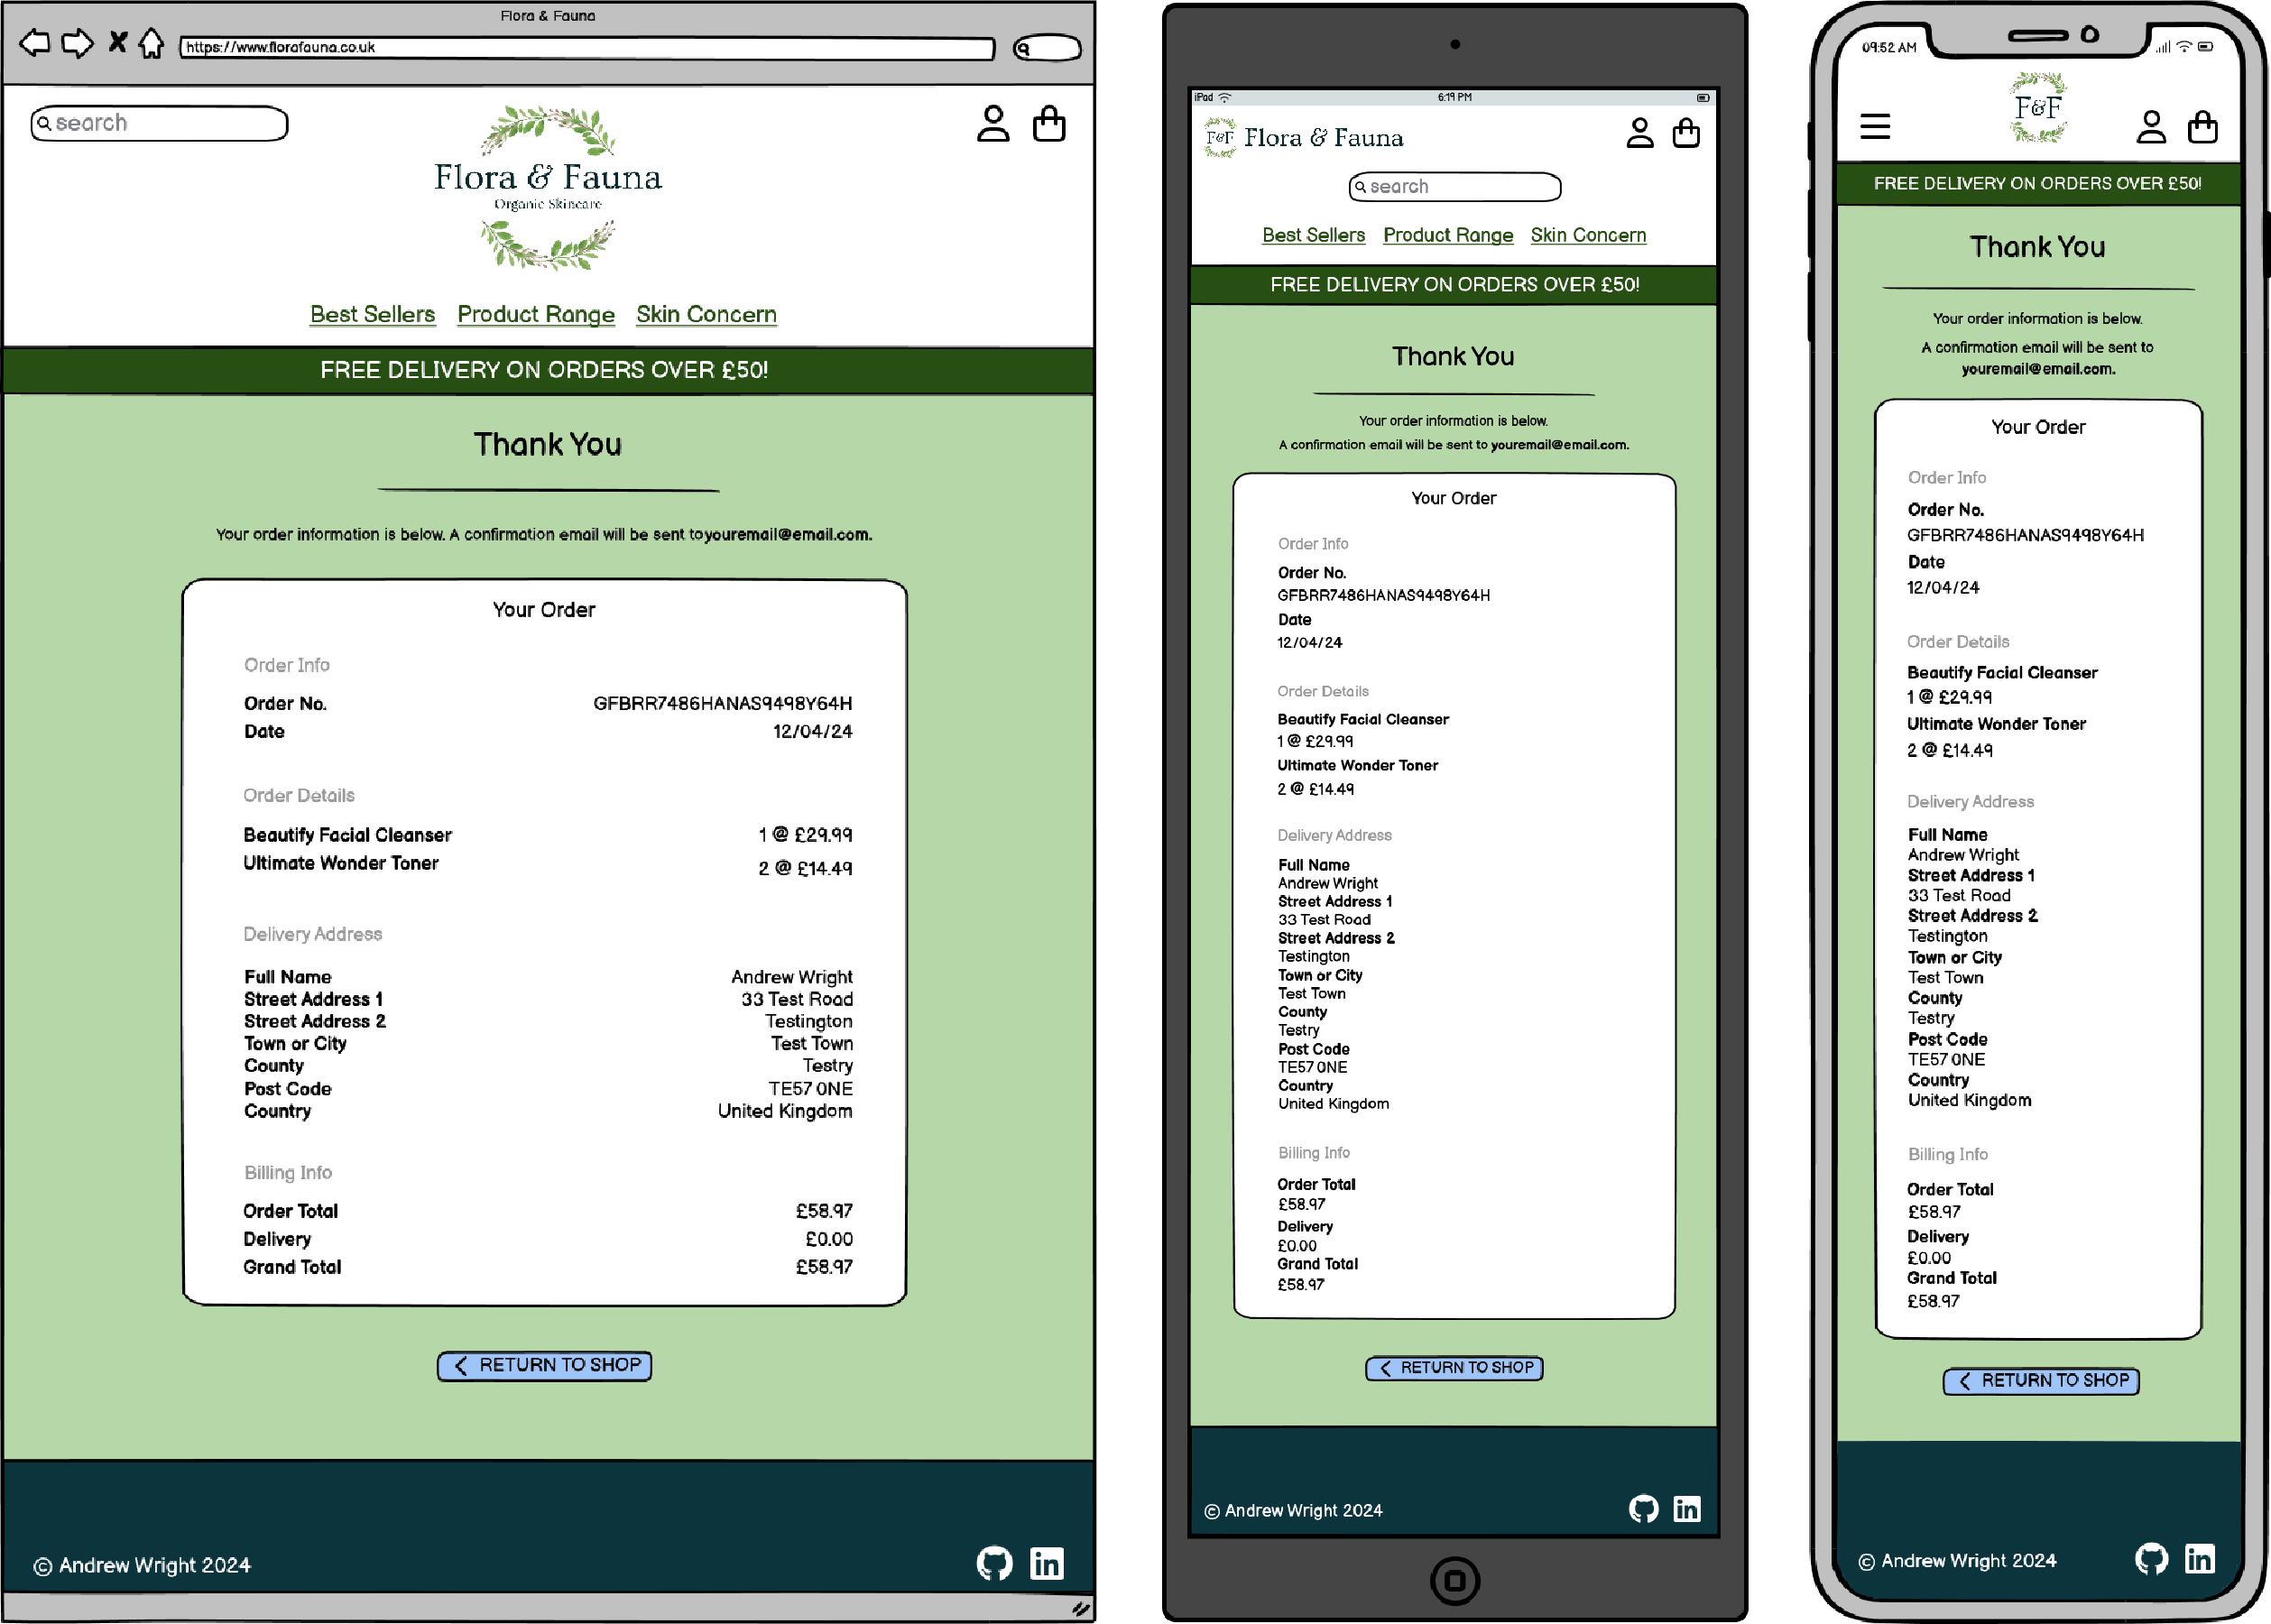 Flora & Fauna
https://www.florafauna.co.uk
search
Flora & Fauna
Organic Skincare
Best Sellers Product Range Skin Concern
FREE DELIVERY ON ORDERS OVER £50!
Thank You
Your order information is below. A confirmation email will be sent toyouremail@email.com.
Your Order
Order Info
Order No. GFBRR7486HANAS9498Y64H
Date 12/04/24
Order Details
Beautify Facial Cleanser 1 @ £29.99
Ultimate Wonder Toner 2 @ £14.49
Delivery Address
Full Name Andrew Wright
Street Address 1 33 Test Road
Street Address 2 Testington
Town or City Test Town
County Testry
Post Code TE57 0NE
Country United Kingdom
Billing Info
Order Total £58.97
Delivery £0.00
Grand Total £58.97
RETURN TO SHOP
© Andrew Wright 2024
in
iPad 6:19 PM
F&F Flora & Fauna
search
Best Sellers Product Range Skin Concern
FREE DELIVERY ON ORDERS OVER £50!
Thank You
Your order information is below.
A confirmation email will be sent to youremail@email.com.
Your Order
Order Info
Order No.
GFBRR7486HANAS9498Y64H
Date
12/04/24
Order Details
Beautify Facial Cleanser
1 @ £29.99
Ultimate Wonder Toner
2 @ £14.49
Delivery Address
Full Name
Andrew Wright
Street Address 1
33 Test Road
Street Address 2
Testington
Town or City
Test Town
County
Testry
Post Code
TE57 0NE
Country
United Kingdom
Billing Info
Order Total
£58.97
Delivery
£0.00
Grand Total
£58.97
RETURN TO SHOP
© Andrew Wright 2024
in
09:52 AM
F&F
FREE DELIVERY ON ORDERS OVER £50!
Thank You
Your order information is below.
A confirmation email will be sent to
youremail@email.com.
Your Order
Order Info
Order No.
GFBRR7486HANAS9498Y64H
Date
12/04/24
Order Details
Beautify Facial Cleanser
1 @ £29.99
Ultimate Wonder Toner
2 @ £14.49
Delivery Address
Full Name
Andrew Wright
Street Address 1
33 Test Road
Street Address 2
Testington
Town or City
Test Town
County
Testry
Post Code
TE57 0NE
Country
United Kingdom
Billing Info
Order Total
£58.97
Delivery
£0.00
Grand Total
£58.97
RETURN TO SHOP
© Andrew Wright 2024
in